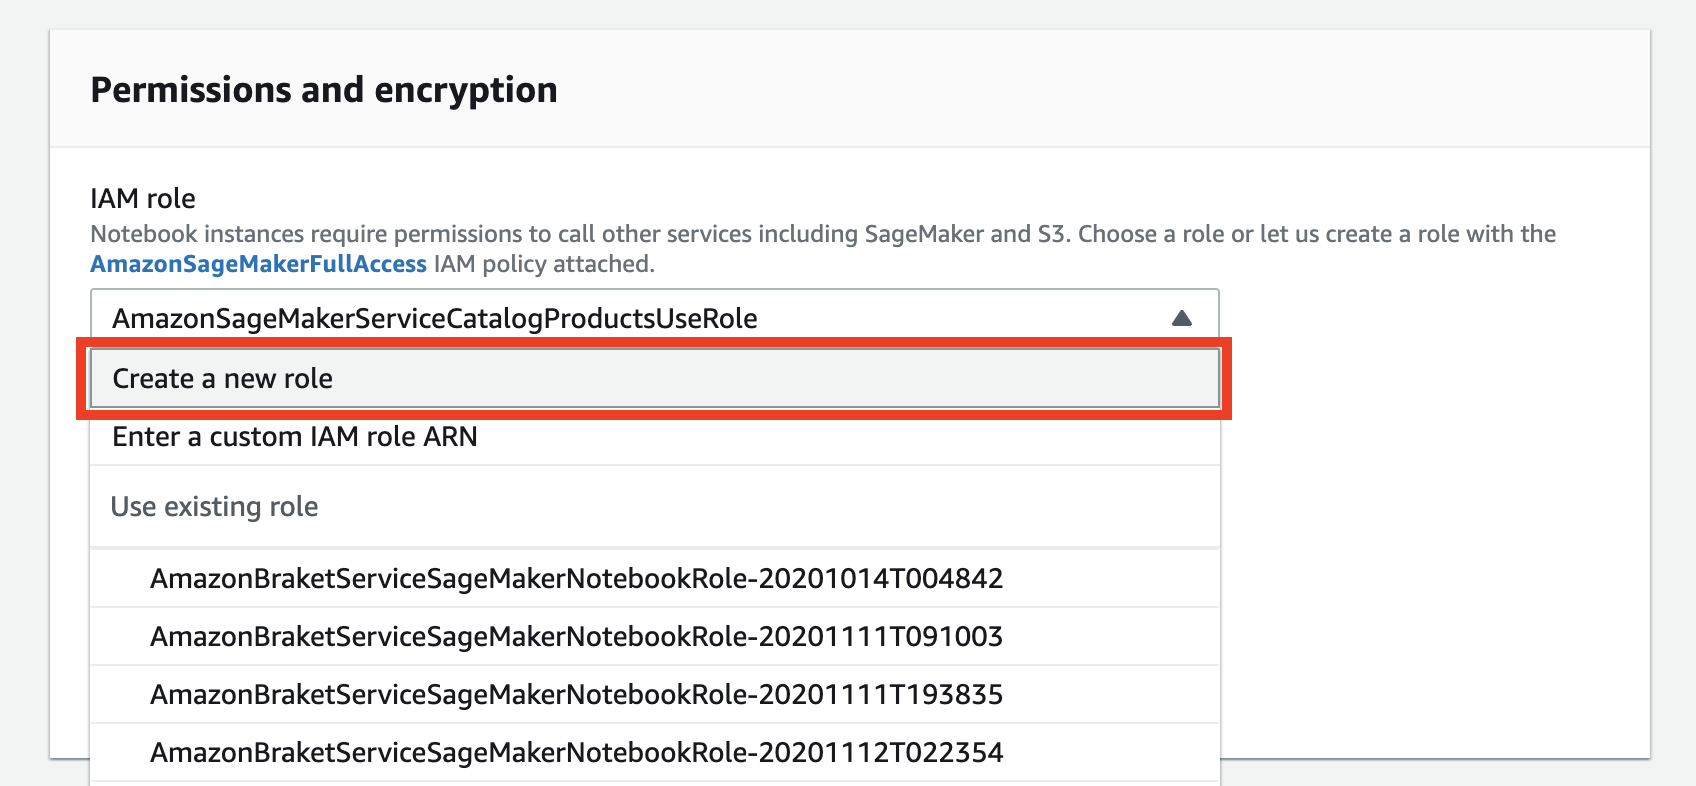 Permissions and encryption
IAM role
Notebook instances require permissions to call other services including SageMaker and S3. Choose a role or let us create a role with the
AmazonSageMakerFullAccess IAM policy attached.
AmazonSageMakerServiceCatalogProductsUseRole
Create a new role
Enter a custom IAM role ARN
Use existing role
AmazonBraketServiceSageMakerNotebookRole-20201014T004842
AmazonBraketServiceSageMakerNotebookRole-20201111T091003
AmazonBraketServiceSageMakerNotebookRole-20201111T193835
AmazonBraketServiceSageMakerNotebookRole-20201112T022354